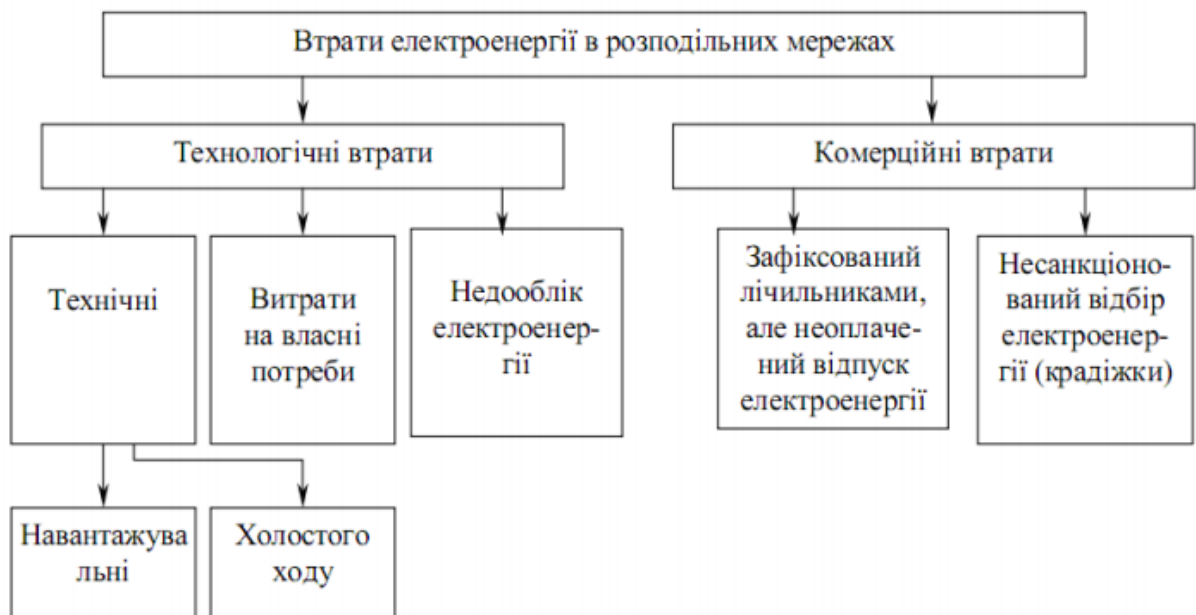 Втрати електроенергії в розподільних мережах
Технологічні втрати
Комерційні втрати
Технічні
Витрати
на власні
потреби
Недооблік
електроенер-
гії
Зафіксований
лічильниками,
але неоплаче-
ний відпуск
електроенергії
Несанкціоно-
ований відбір
електроенер-
гії (крадіжки)
Навантажува
льні
Холостого
ходу